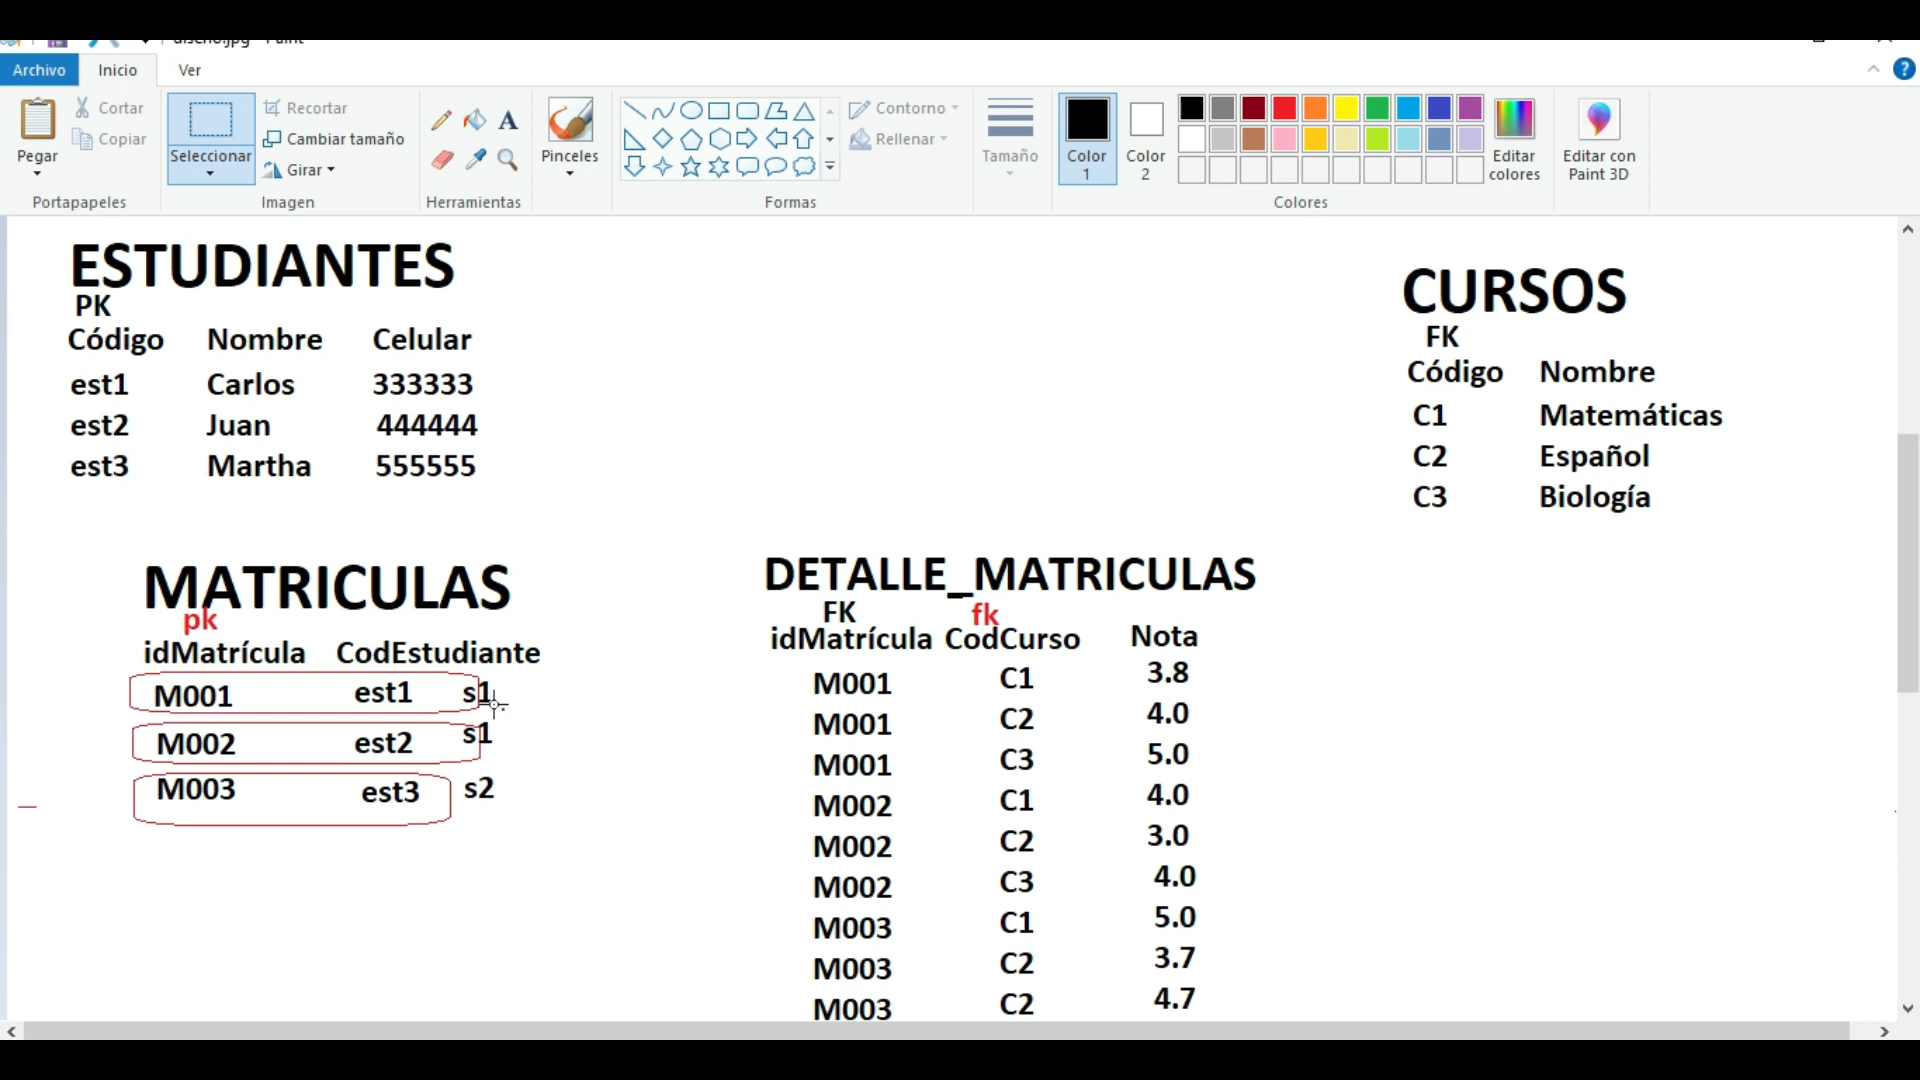 diseño.jpg - Paint
Archivo Inicio Ver
Pegar
Cortar
Copiar
Portapapeles
Seleccionar
Recortar
Cambiar tamaño
Girar
Imagen
A
Herramientas
Pinceles
Contorno
Rellenar
Formas
Tamaño
Color 1
Color 2
Editar colores
Colores
Editar con Paint 3D
?
ESTUDIANTES
PK
Código Nombre Celular
est1 Carlos 333333
est2 Juan 444444
est3 Martha 555555
CURSOS
FK
Código Nombre
C1 Matemáticas
C2 Español
C3 Biología
MATRICULAS
pk
idMatrícula CodEstudiante
M001 est1 s1
M002 est2 s1
M003 est3 s2
DETALLE_MATRICULAS
FK fk
idMatrícula CodCurso Nota
M001 C1 3.8
M001 C2 4.0
M001 C3 5.0
M002 C1 4.0
M002 C2 3.0
M002 C3 4.0
M003 C1 5.0
M003 C2 3.7
M003 C2 4.7